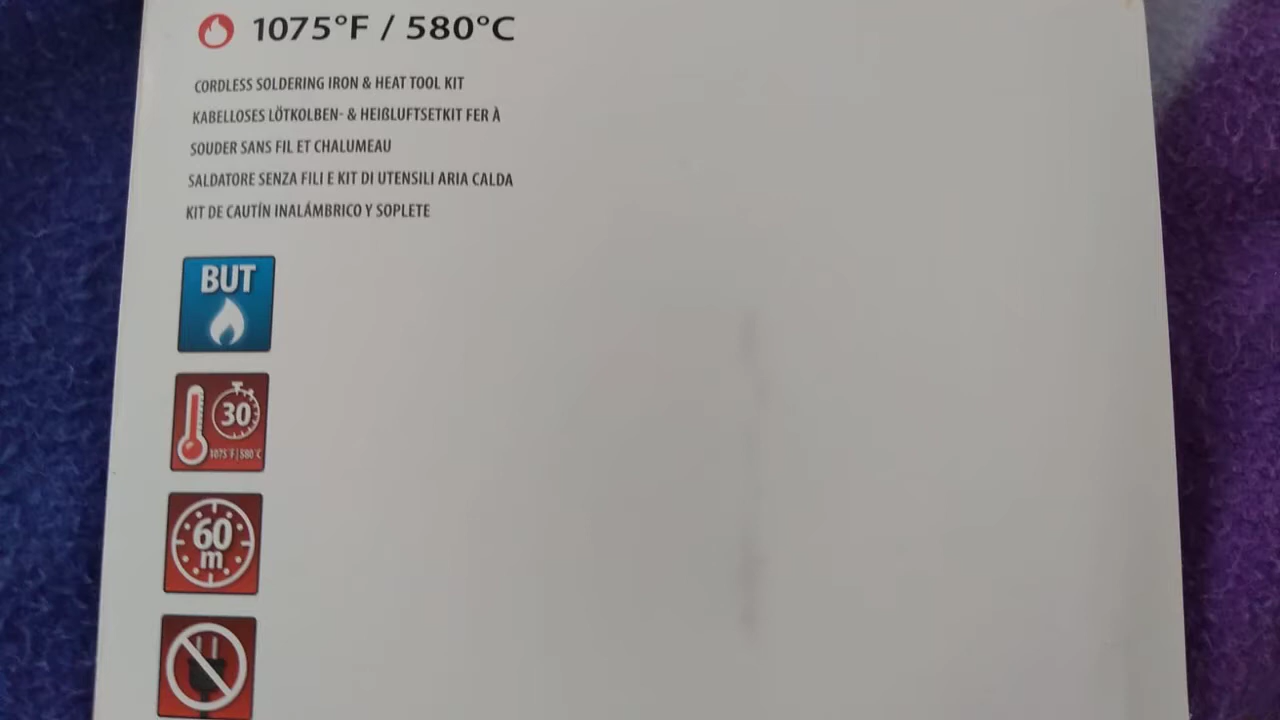 1075°F / 580°C
CORDLESS SOLDERING IRON & HEAT TOOL KIT
KABELLOSES LÖTKOLBEN- & HEIßLUFTSETKIT FER À
SOUDER SANS FIL ET CHALUMEAU
SALDATORE SENZA FILI E KIT DI UTENSILI ARIA CALDA
KIT DE CAUTÍN INALÁMBRICO Y SOPLETE
BUT
30
1075°F|580°C
60
m